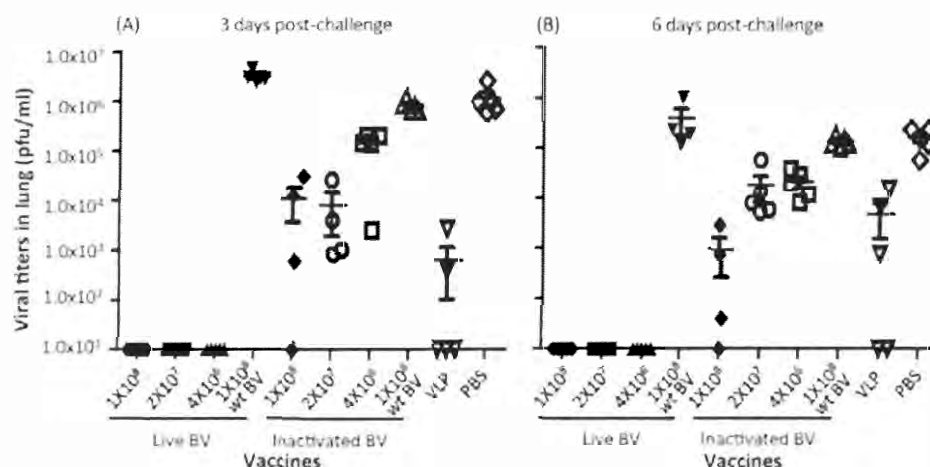 (A) 3 days post-challenge
(B) 6 days post-challenge
Viral titers in lung (pfu/ml)
1.0x10⁷
1.0x10⁶
1.0x10⁵
1.0x10⁴
1.0x10³
1.0x10²
1.0x10¹
1X10⁸
2X10⁷
4X10⁶
1X10⁸ wt BV
1X10⁸
2X10⁷
4X10⁶
1X10⁸ wt BV
VLP
PBS
Live BV
Inactivated BV
Vaccines
1X10⁸
2X10⁷
4X10⁶
1X10⁸ wt BV
1X10⁸
2X10⁷
4X10⁶
1X10⁸ wt BV
VLP
PBS
Live BV
Inactivated BV
Vaccines